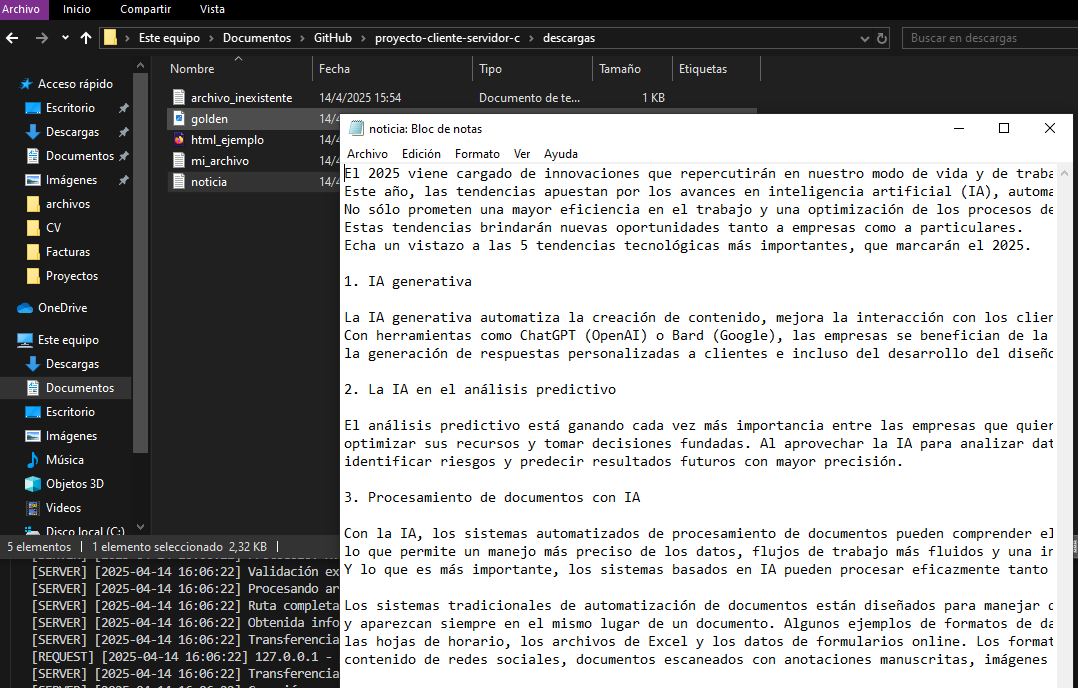 Archivo Inicio Compartir Vista
Este equipo Documentos GitHub proyecto-cliente-servidor-c descargas
Buscar en descargas
Acceso rápido
Escritorio
Descargas
Documentos
Imágenes
archivos
CV
Facturas
Proyectos
OneDrive
Este equipo
Descargas
Documentos
Escritorio
Imágenes
Música
Objetos 3D
Videos
Disco local (C:)
Nombre Fecha Tipo Tamaño Etiquetas
archivo_inexistente 14/4/2025 15:54 Documento de te... 1 KB
golden 14/4
html_ejemplo 14/4
mi_archivo 14/4
noticia 14/4
5 elementos 1 elemento seleccionado 2,32 KB
noticia: Bloc de notas
Archivo Edición Formato Ver Ayuda
El 2025 viene cargado de innovaciones que repercutirán en nuestro modo de vida y de traba
Este año, las tendencias apuestan por los avances en inteligencia artificial (IA), automa
No sólo prometen una mayor eficiencia en el trabajo y una optimización de los procesos de
Estas tendencias brindarán nuevas oportunidades tanto a empresas como a particulares.
Echa un vistazo a las 5 tendencias tecnológicas más importantes, que marcarán el 2025.
1. IA generativa
La IA generativa automatiza la creación de contenido, mejora la interacción con los clien
Con herramientas como ChatGPT (OpenAI) o Bard (Google), las empresas se benefician de la
la generación de respuestas personalizadas a clientes e incluso del desarrollo del diseño
2. La IA en el análisis predictivo
El análisis predictivo está ganando cada vez más importancia entre las empresas que quier
optimizar sus recursos y tomar decisiones fundadas. Al aprovechar la IA para analizar dat
identificar riesgos y predecir resultados futuros con mayor precisión.
3. Procesamiento de documentos con IA
Con la IA, los sistemas automatizados de procesamiento de documentos pueden comprender el
lo que permite un manejo más preciso de los datos, flujos de trabajo más fluidos y una in
Y lo que es más importante, los sistemas basados en IA pueden procesar eficazmente tanto
Los sistemas tradicionales de automatización de documentos están diseñados para manejar
y aparezcan siempre en el mismo lugar de un documento. Algunos ejemplos de formatos de da
las hojas de horario, los archivos de Excel y los datos de formularios online. Los format
contenido de redes sociales, documentos escaneados con anotaciones manuscritas, imágenes
[SERVER] [2025-04-14 16:06:22] Validación ex
[SERVER] [2025-04-14 16:06:22] Procesando ar
[SERVER] [2025-04-14 16:06:22] Ruta completa
[SERVER] [2025-04-14 16:06:22] Obtenida info
[SERVER] [2025-04-14 16:06:22] Transferencia
[REQUEST] [2025-04-14 16:06:22] 127.0.0.1 -
[SERVER] [2025-04-14 16:06:22] Transferencia